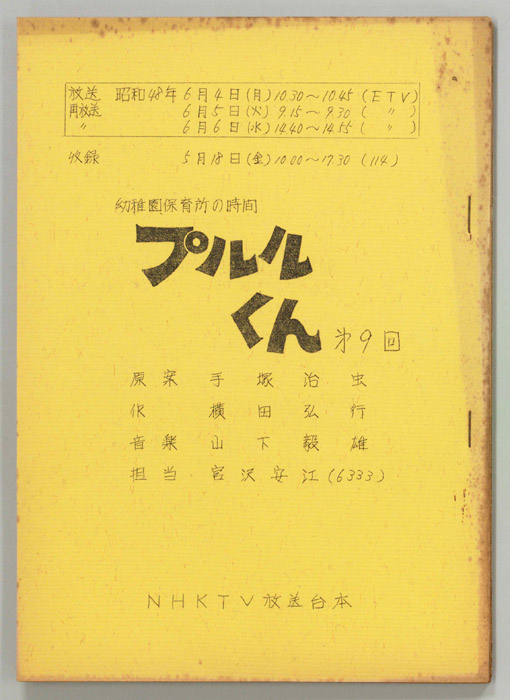 放送 昭和48年 6月4日(月)10.30～10.45(ETV)
再放送 6月5日(火)9.15～9.30(〃)
〃 6月6日(水)14.40～14.55(〃)
收録 5月18日(金)10.00～17.30(114)
幼稚園保育所の時間
プルル
くん 第9回
原案 手塚治虫
作 横田弘行
音楽 山下毅雄
担当 宮沢安江(6333)
NHKTV放送台本